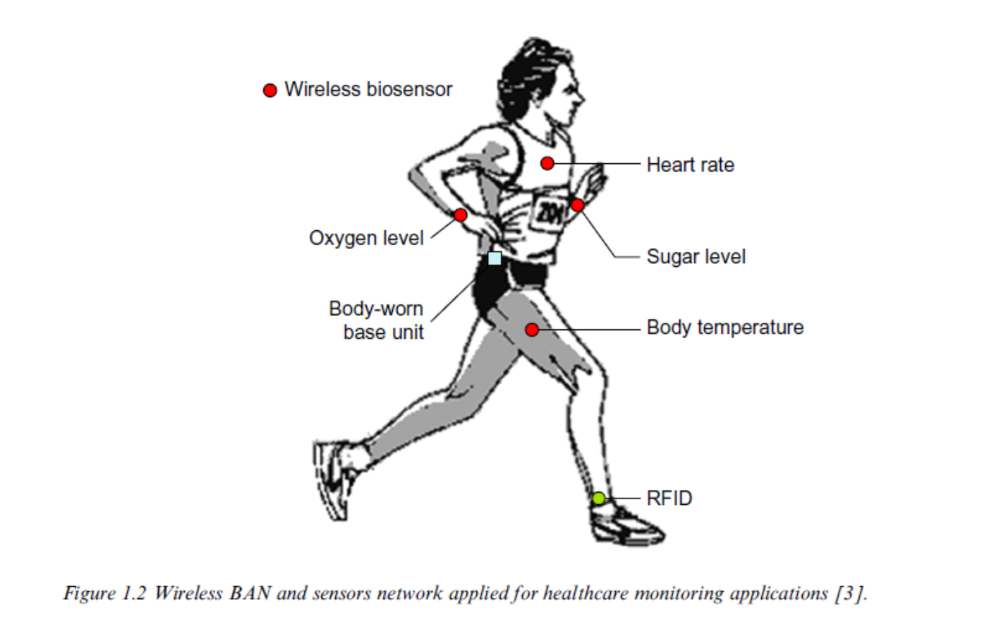 Wireless biosensor
Heart rate
Oxygen level
Sugar level
Body-worn
base unit
Body temperature
RFID
Figure 1.2 Wireless BAN and sensors network applied for healthcare monitoring applications [3].